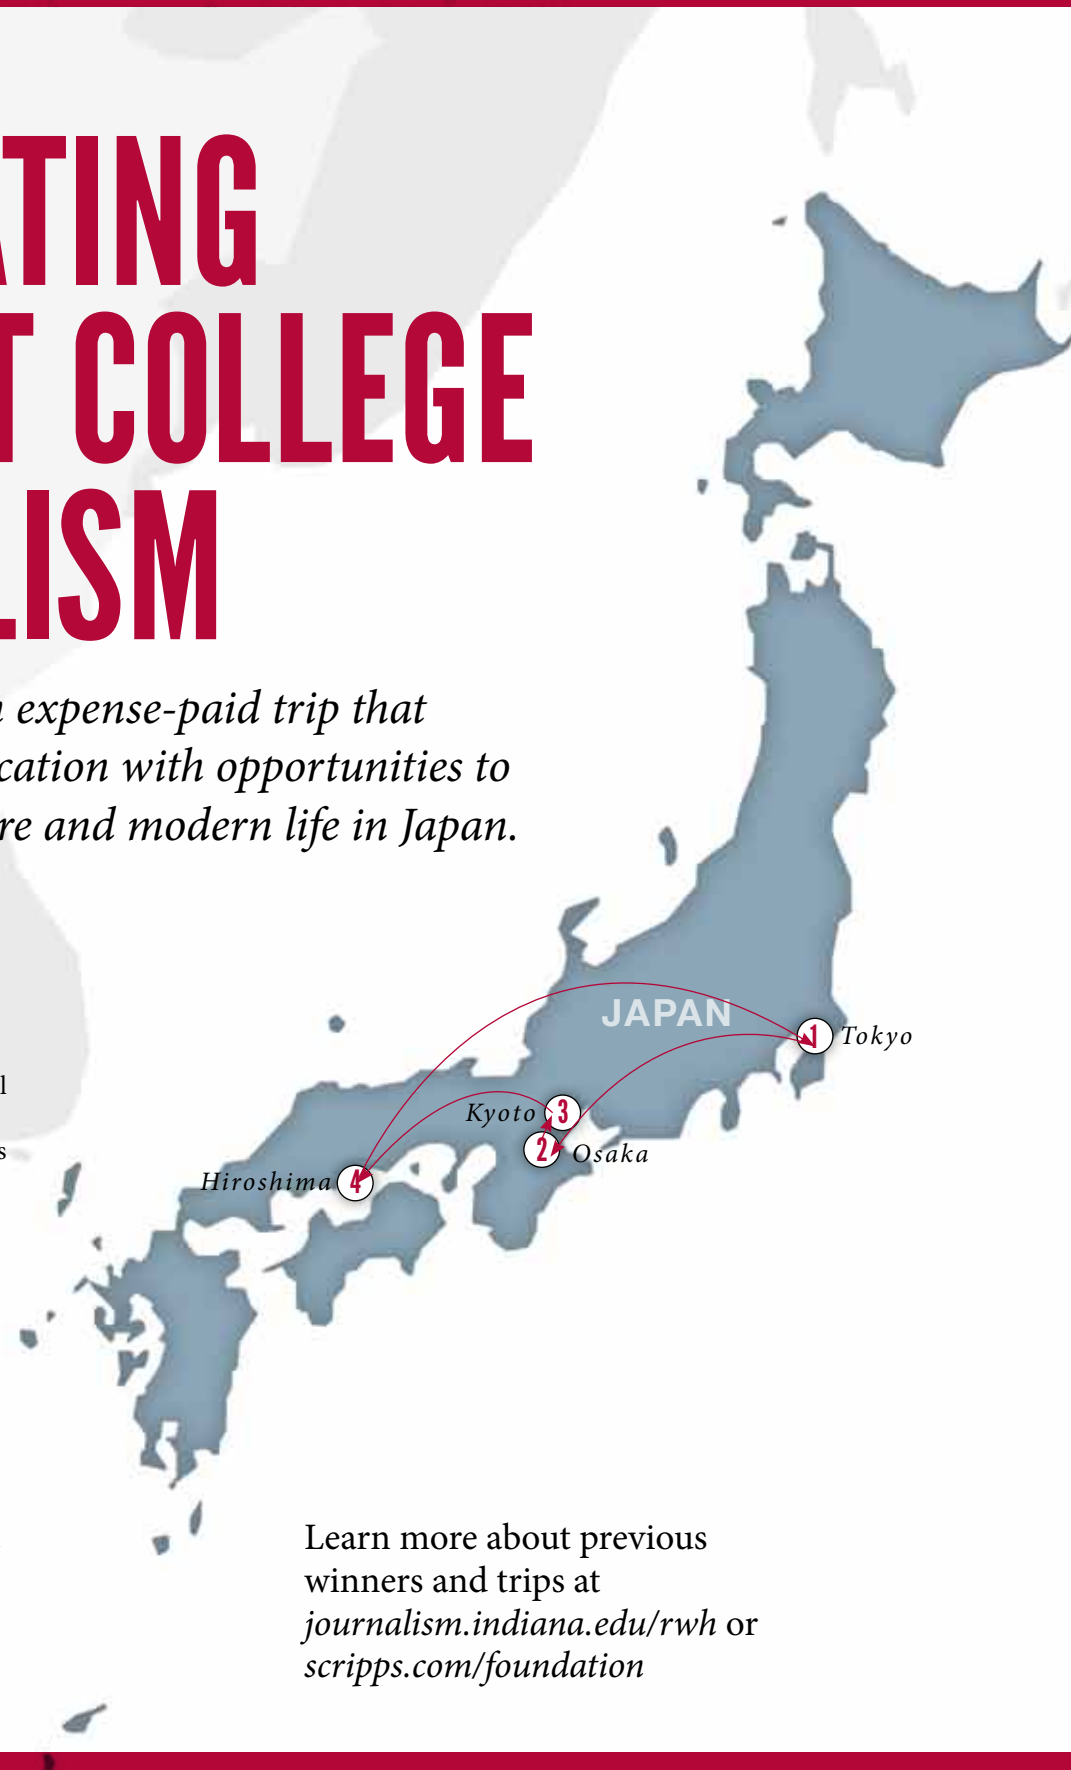 ATING
T COLLEGE
LISM
n expense-paid trip that
cation with opportunities to
re and modern life in Japan.
JAPAN
1 Tokyo
Kyoto 3
2 Osaka
Hiroshima 4
l
s
Learn more about previous
winners and trips at
journalism.indiana.edu/rwh or
scripps.com/foundation